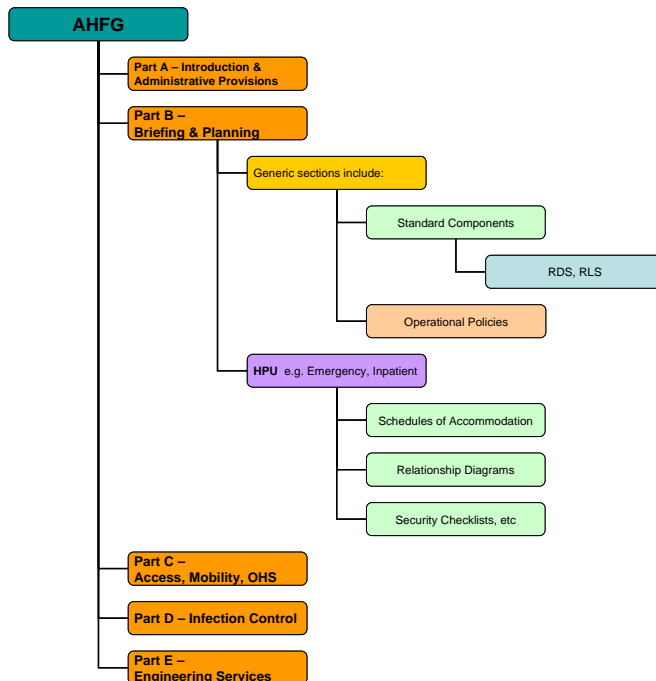 AHFG
Part A – Introduction &
Administrative Provisions
Part B –
Briefing & Planning
Generic sections include:
Standard Components
RDS, RLS
Operational Policies
HPU e.g. Emergency, Inpatient
Schedules of Accommodation
Relationship Diagrams
Security Checklists, etc
Part C –
Access, Mobility, OHS
Part D – Infection Control
Part E –
Engineering Services